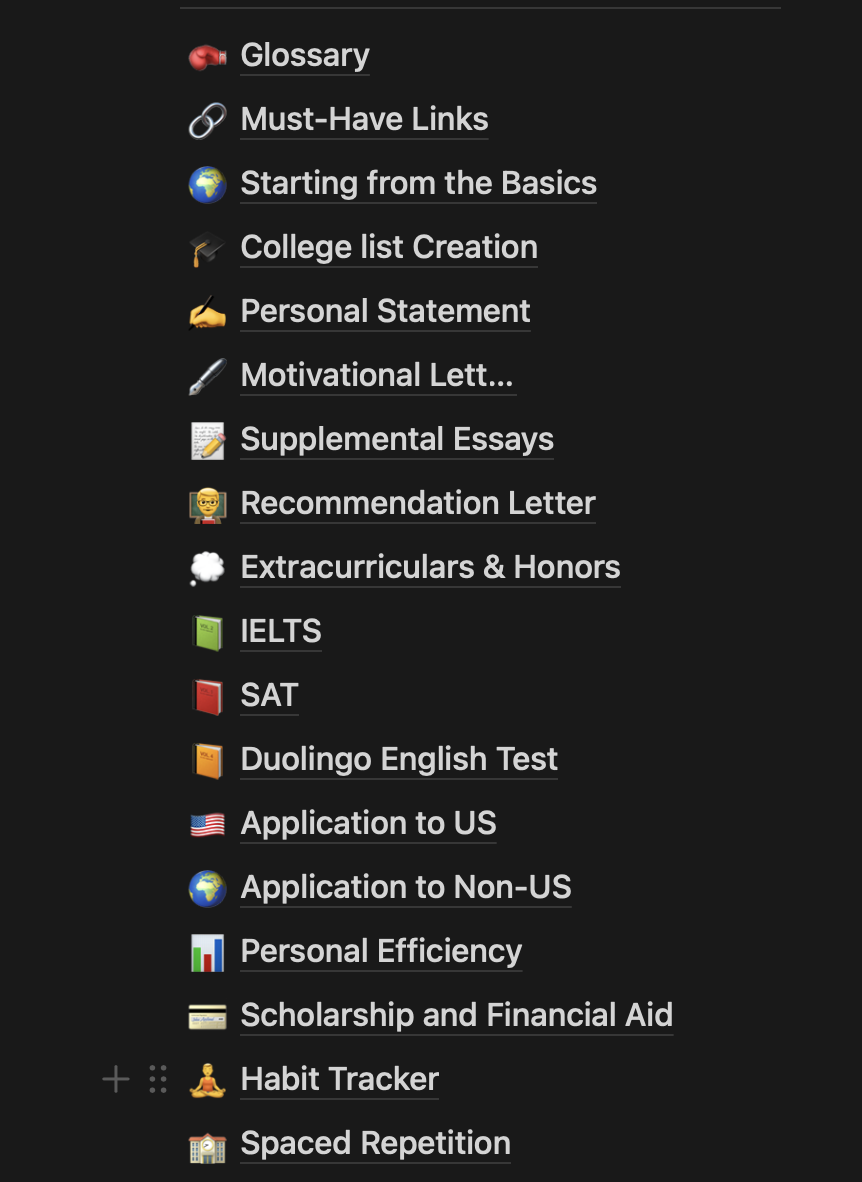 Glossary
Must-Have Links
Starting from the Basics
College list Creation
Personal Statement
Motivational Lett...
Supplemental Essays
Recommendation Letter
Extracurriculars & Honors
IELTS
SAT
Duolingo English Test
Application to US
Application to Non-US
Personal Efficiency
Scholarship and Financial Aid
Habit Tracker
Spaced Repetition